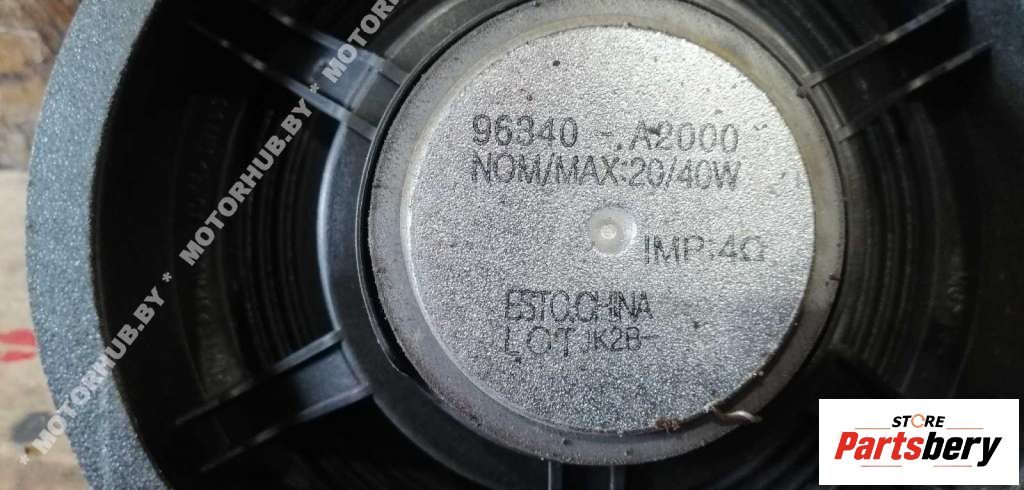 96340 - A2000
NOM/MAX:20/40W
IMP:4Ω
ESTC.CHINA
LOT JK2B-
* MOTORHUB.BY * MOTORHUB.BY * MOTORHUB.BY *
STORE
Partsbery